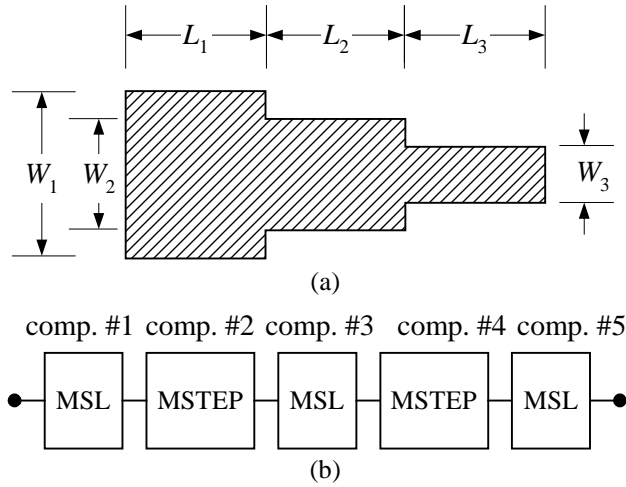 L1 L2 L3
W1 W2 W3
(a)
comp. #1 comp. #2 comp. #3 comp. #4 comp. #5
MSL MSTEP MSL MSTEP MSL
(b)